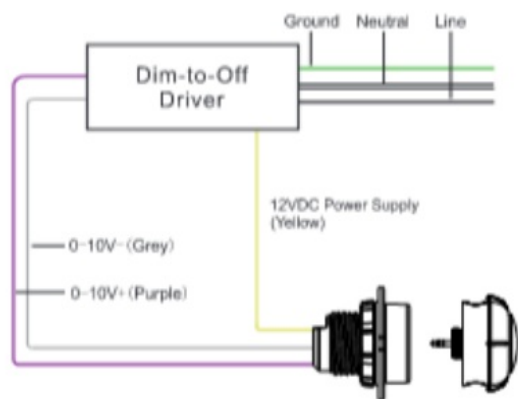 Ground Neutral Line
Dim-to-Off
Driver
12VDC Power Supply
(Yellow)
0-10V-(Grey)
0-10V+(Purple)